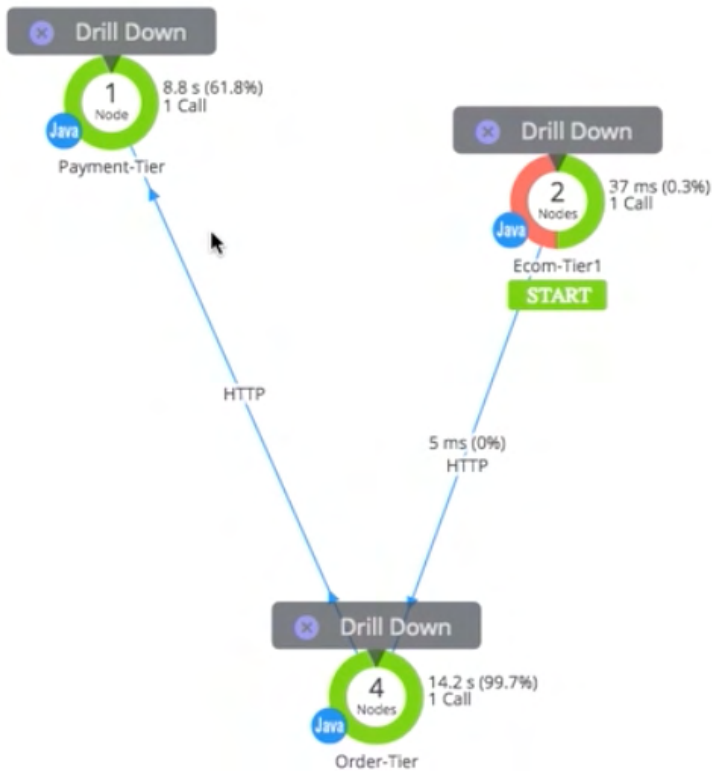 Drill Down
1
Node
8.8 s (61.8%)
1 Call
Java
Payment-Tier
Drill Down
2
Nodes
37 ms (0.3%)
1 Call
Java
Ecom-Tier1
START
HTTP
5 ms (0%)
HTTP
Drill Down
4
Nodes
14.2 s (99.7%)
1 Call
Java
Order-Tier